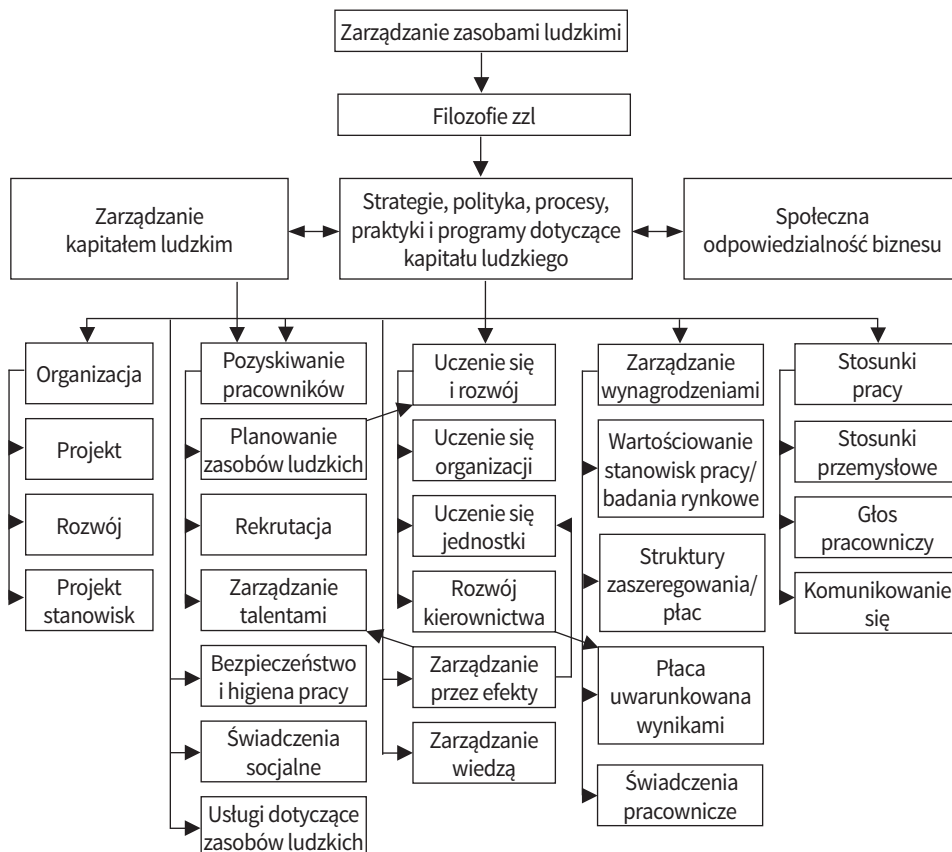 Zarządzanie zasobami ludzkimi
Filozofie zzl
Zarządzanie
kapitałem ludzkim
Strategie, polityka, procesy,
praktyki i programy dotyczące
kapitału ludzkiego
Społeczna
odpowiedzialność biznesu
Organizacja
Projekt
Rozwój
Projekt
stanowisk
Pozyskiwanie
pracowników
Planowanie
zasobów ludzkich
Rekrutacja
Zarządzanie
talentami
Bezpieczeństwo
i higiena pracy
Świadczenia
socjalne
Usługi dotyczące
zasobów ludzkich
Uczenie się
i rozwój
Uczenie się
organizacji
Uczenie się
jednostki
Rozwój
kierownictwa
Zarządzanie
przez efekty
Zarządzanie
wiedzą
Zarządzanie
wynagrodzeniami
Wartościowanie
stanowisk pracy/
badania rynkowe
Struktury
zaszeregowania/
płac
Płaca
uwarunkowana
wynikami
Świadczenia
pracownicze
Stosunki
pracy
Stosunki
przemysłowe
Głos
pracowniczy
Komunikowanie
się